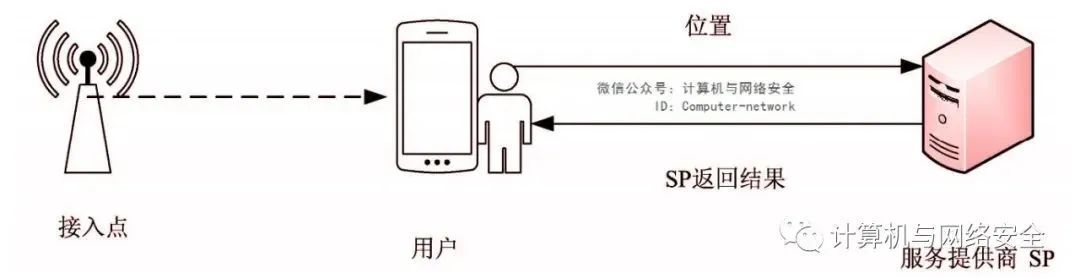 位置
微信公众号：计算机与网络安全
ID：Computer-network
SP返回结果
接入点
用户
计算机与网络安全
服务提供商 SP